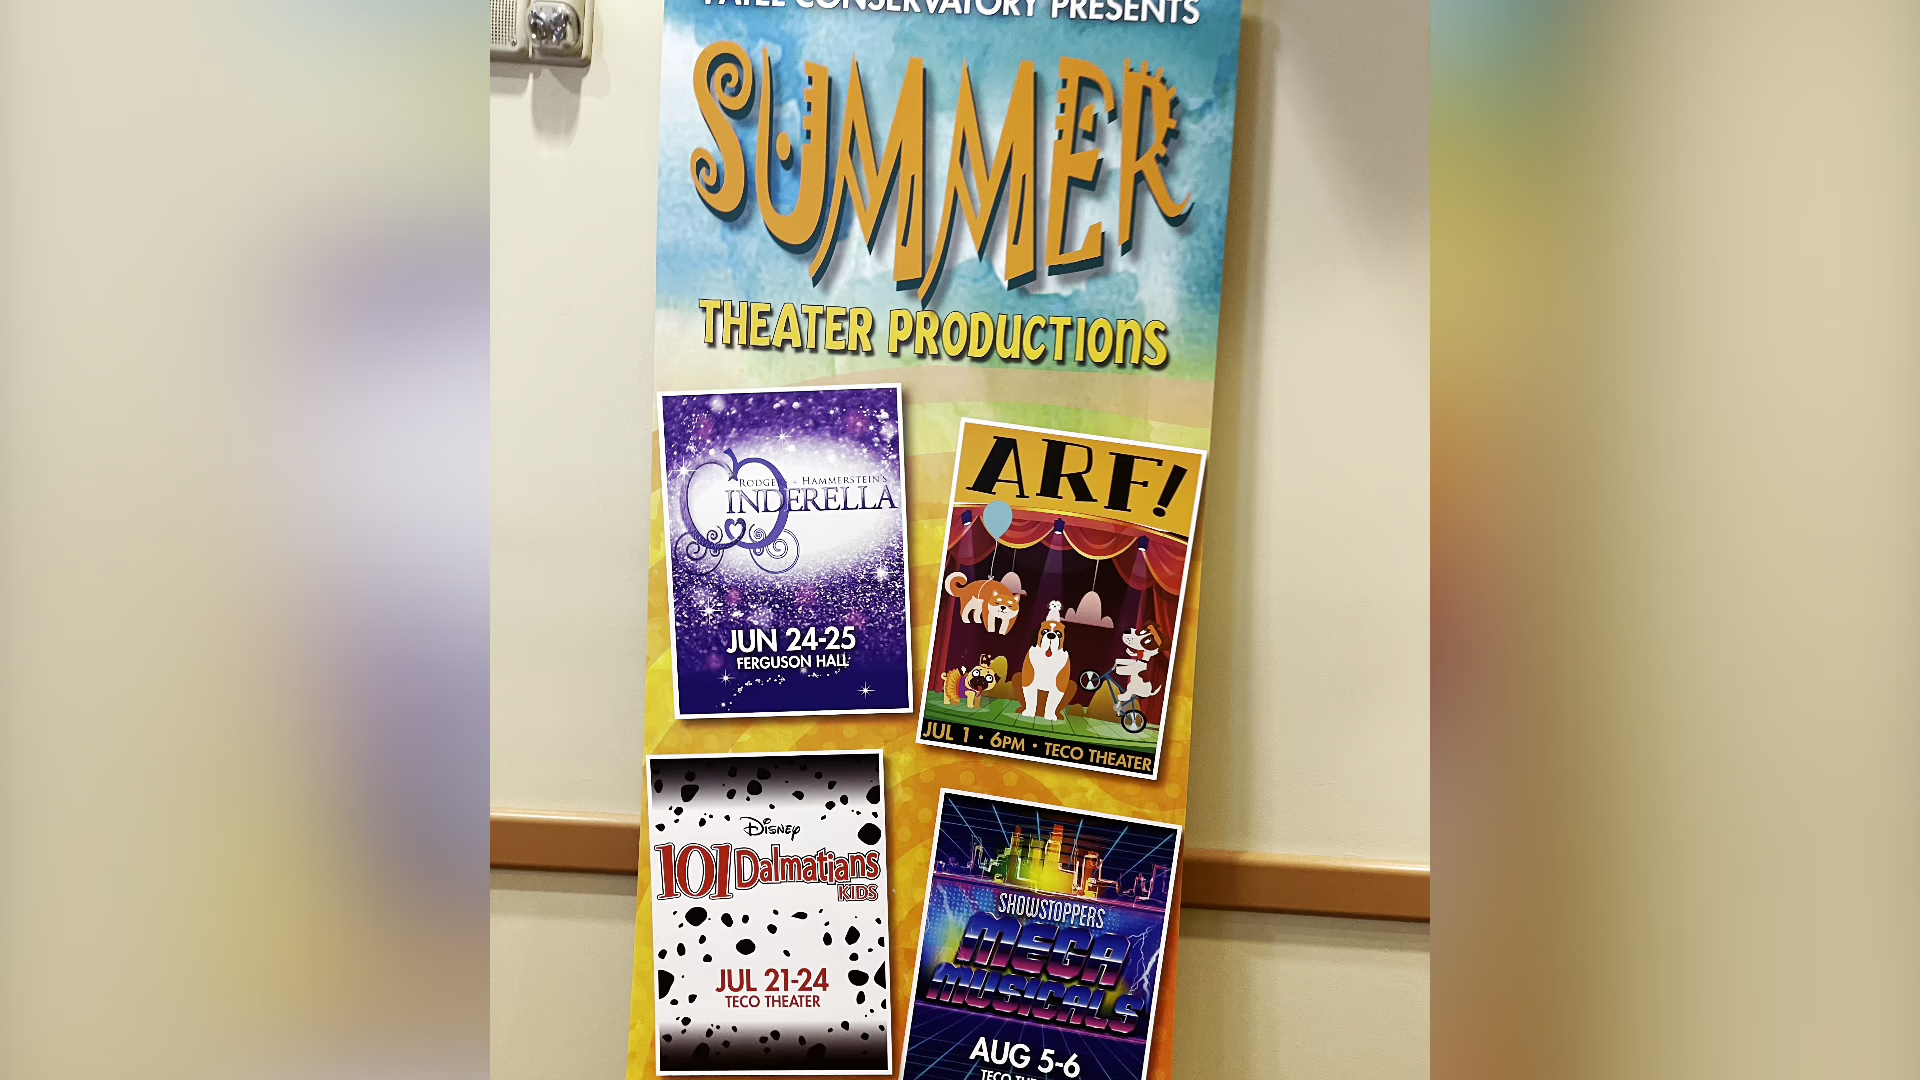 CONSERVATORY PRESENTS
SUMMER
THEATER PRODUCTIONS
RODGERS + HAMMERSTEIN'S
CINDERELLA
JUN 24-25
FERGUSON HALL
ARF!
JUL 1 • 6PM • TECO THEATER
DISNEY
101 Dalmatians
KIDS
JUL 21-24
TECO THEATER
SHOWSTOPPERS
MEGA
MUSICALS
AUG 5-6
TECO